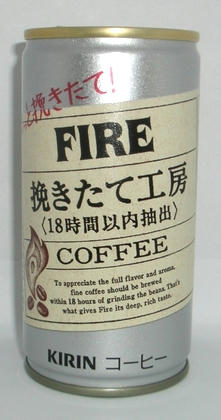 と挽きたて!
FIRE
挽きたて工房
〈18時間以内抽出〉
COFFEE
To appreciate the full flavor and aroma,
fine coffee should be brewed
within 18 hours of grinding the beans. That's
what gives Fire its deep, rich taste.
KIRIN コーヒー